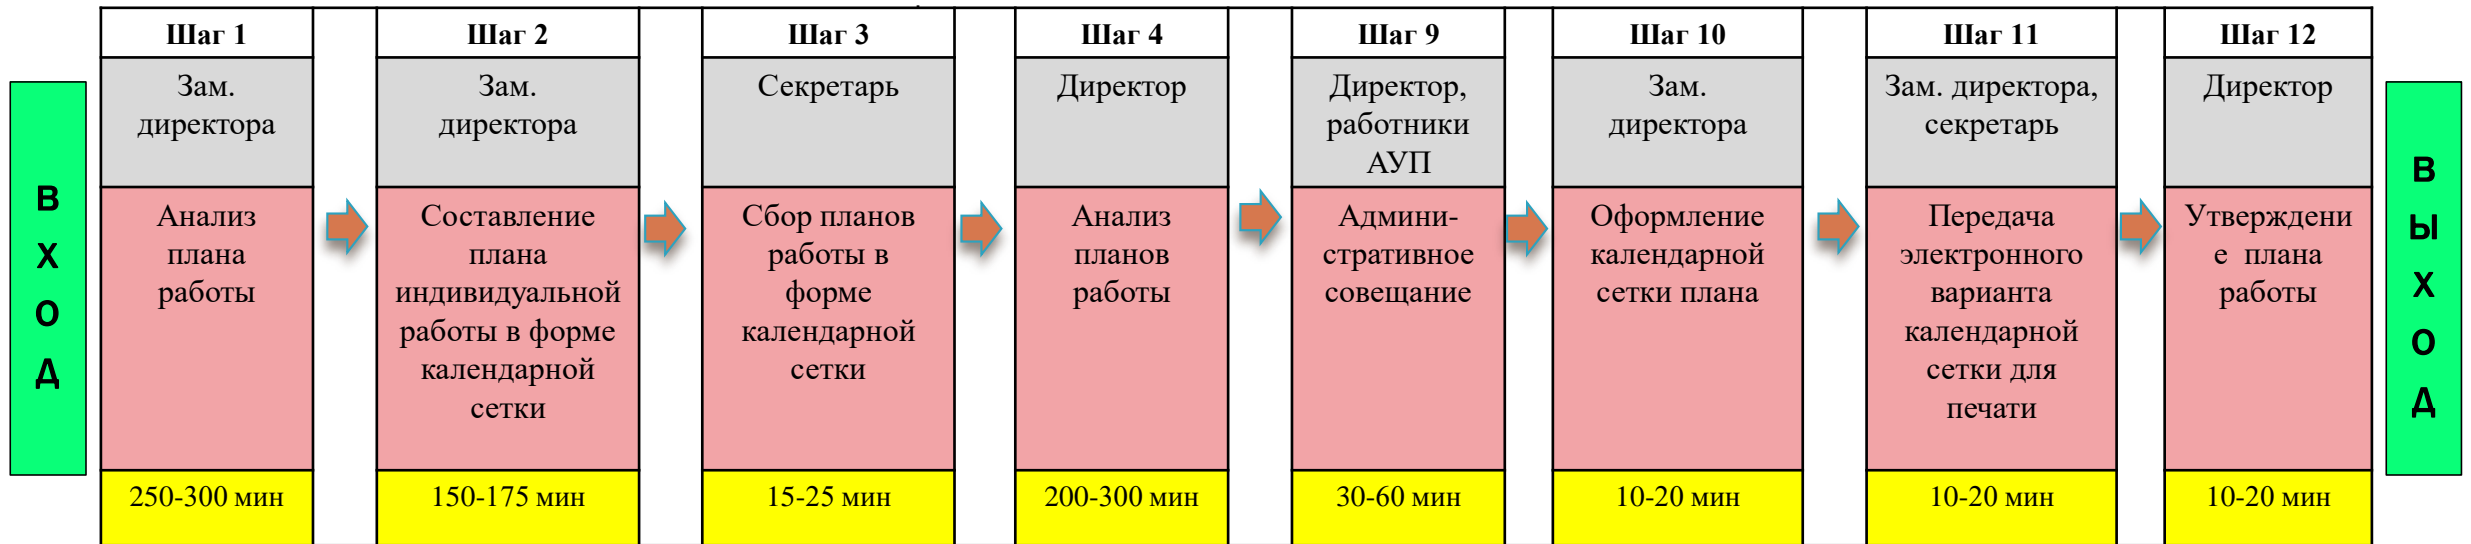 Шаг 1
Шаг 2
Шаг 3
Шаг 4
Шаг 9
Шаг 10
Шаг 11
Шаг 12
В
Х
О
Д
Зам.
директора
Зам.
директора
Секретарь
Директор
Директор,
работники
АУП
Зам.
директора
Зам. директора,
секретарь
Директор
Анализ
плана
работы
Составление
плана
индивидуальной
работы в форме
календарной
сетки
Сбор планов
работы в
форме
календарной
сетки
Анализ
планов
работы
Админи-
стративное
совещание
Оформление
календарной
сетки плана
Передача
электронного
варианта
календарной
сетки для
печати
Утверждени
е плана
работы
250-300 мин
150-175 мин
15-25 мин
200-300 мин
30-60 мин
10-20 мин
10-20 мин
10-20 мин
В
Ы
Х
О
Д